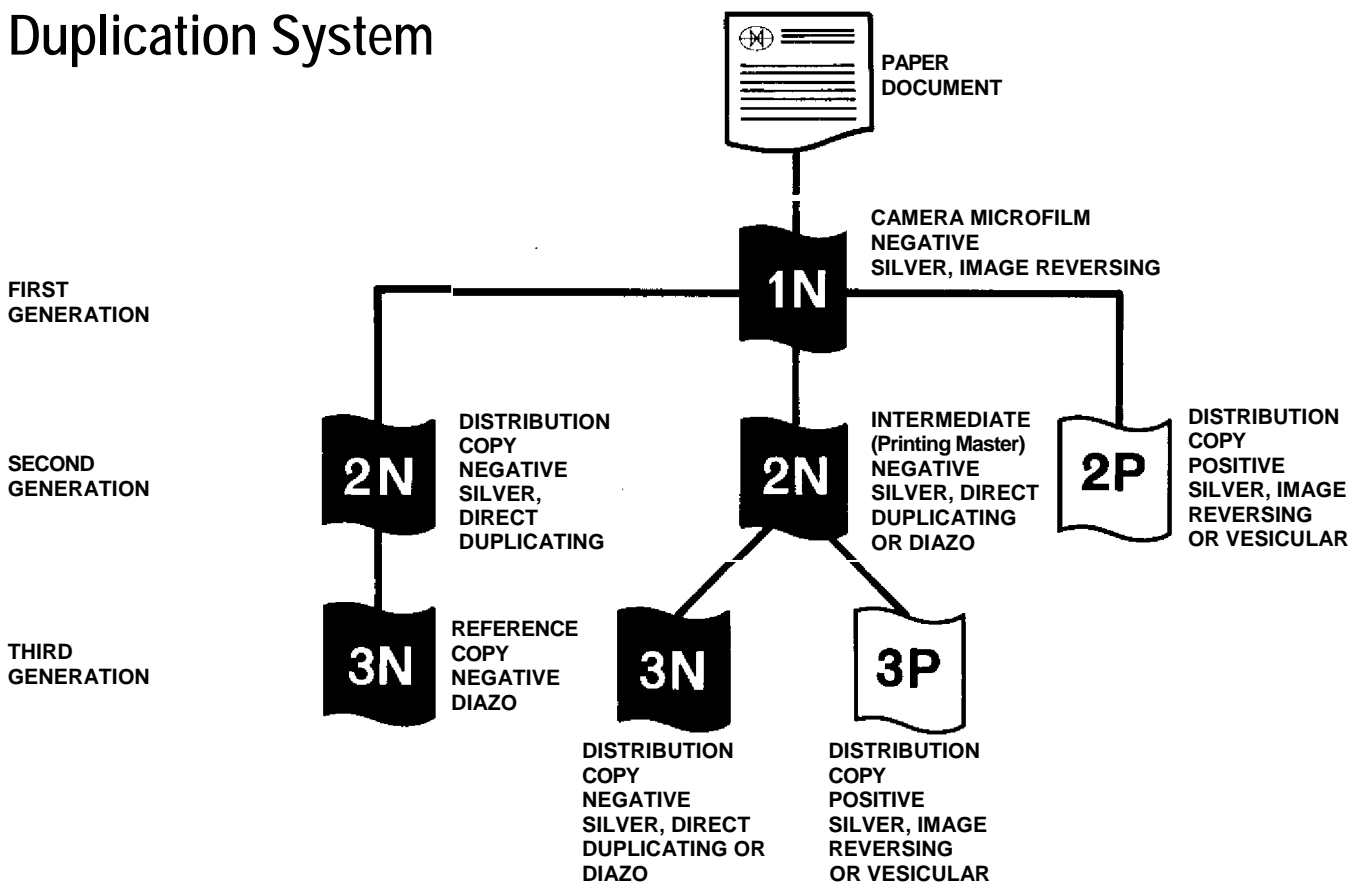 Duplication System
PAPER
DOCUMENT
CAMERA MICROFILM
NEGATIVE
SILVER, IMAGE REVERSING
1N
FIRST
GENERATION
SECOND
GENERATION
2N
DISTRIBUTION
COPY
NEGATIVE
SILVER,
DIRECT
DUPLICATING
2N
INTERMEDIATE
(Printing Master)
NEGATIVE
SILVER, DIRECT
DUPLICATING
OR DIAZO
2P
DISTRIBUTION
COPY
POSITIVE
SILVER, IMAGE
REVERSING
OR VESICULAR
THIRD
GENERATION
3N
REFERENCE
COPY
NEGATIVE
DIAZO
3N
DISTRIBUTION
COPY
NEGATIVE
SILVER, DIRECT
DUPLICATING OR
DIAZO
3P
DISTRIBUTION
COPY
POSITIVE
SILVER, IMAGE
REVERSING
OR VESICULAR